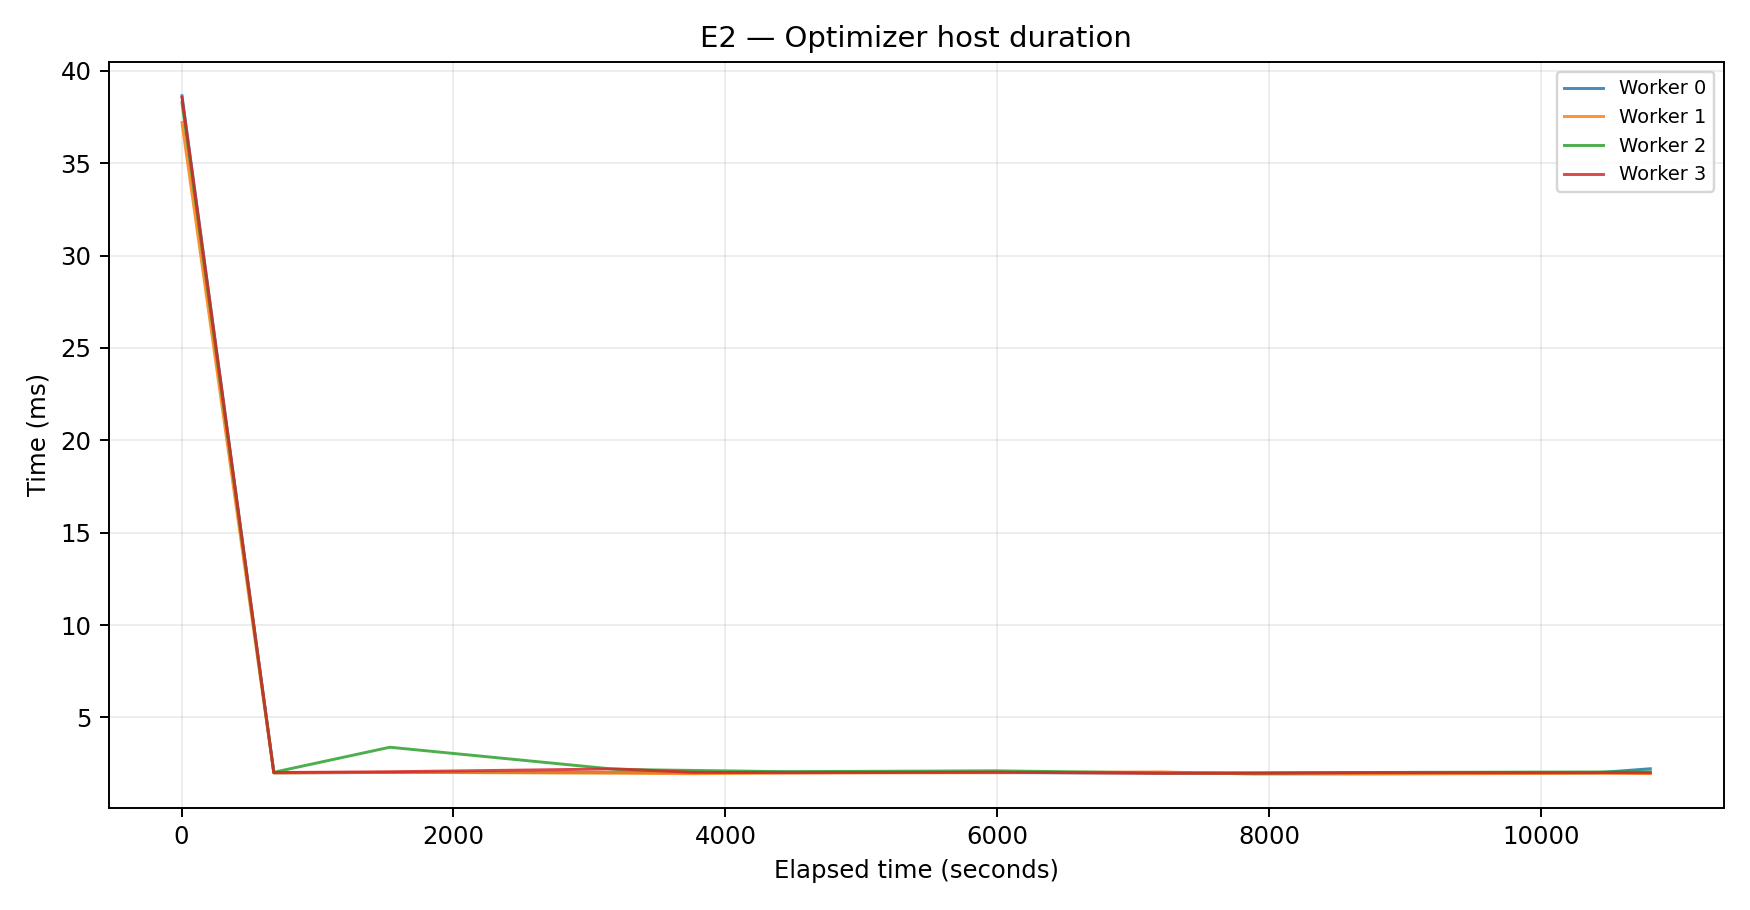 E2 — Optimizer host duration
40
35
30
25
20
15
10
5
Time (ms)
Worker 0
Worker 1
Worker 2
Worker 3
0 2000 4000 6000 8000 10000
Elapsed time (seconds)